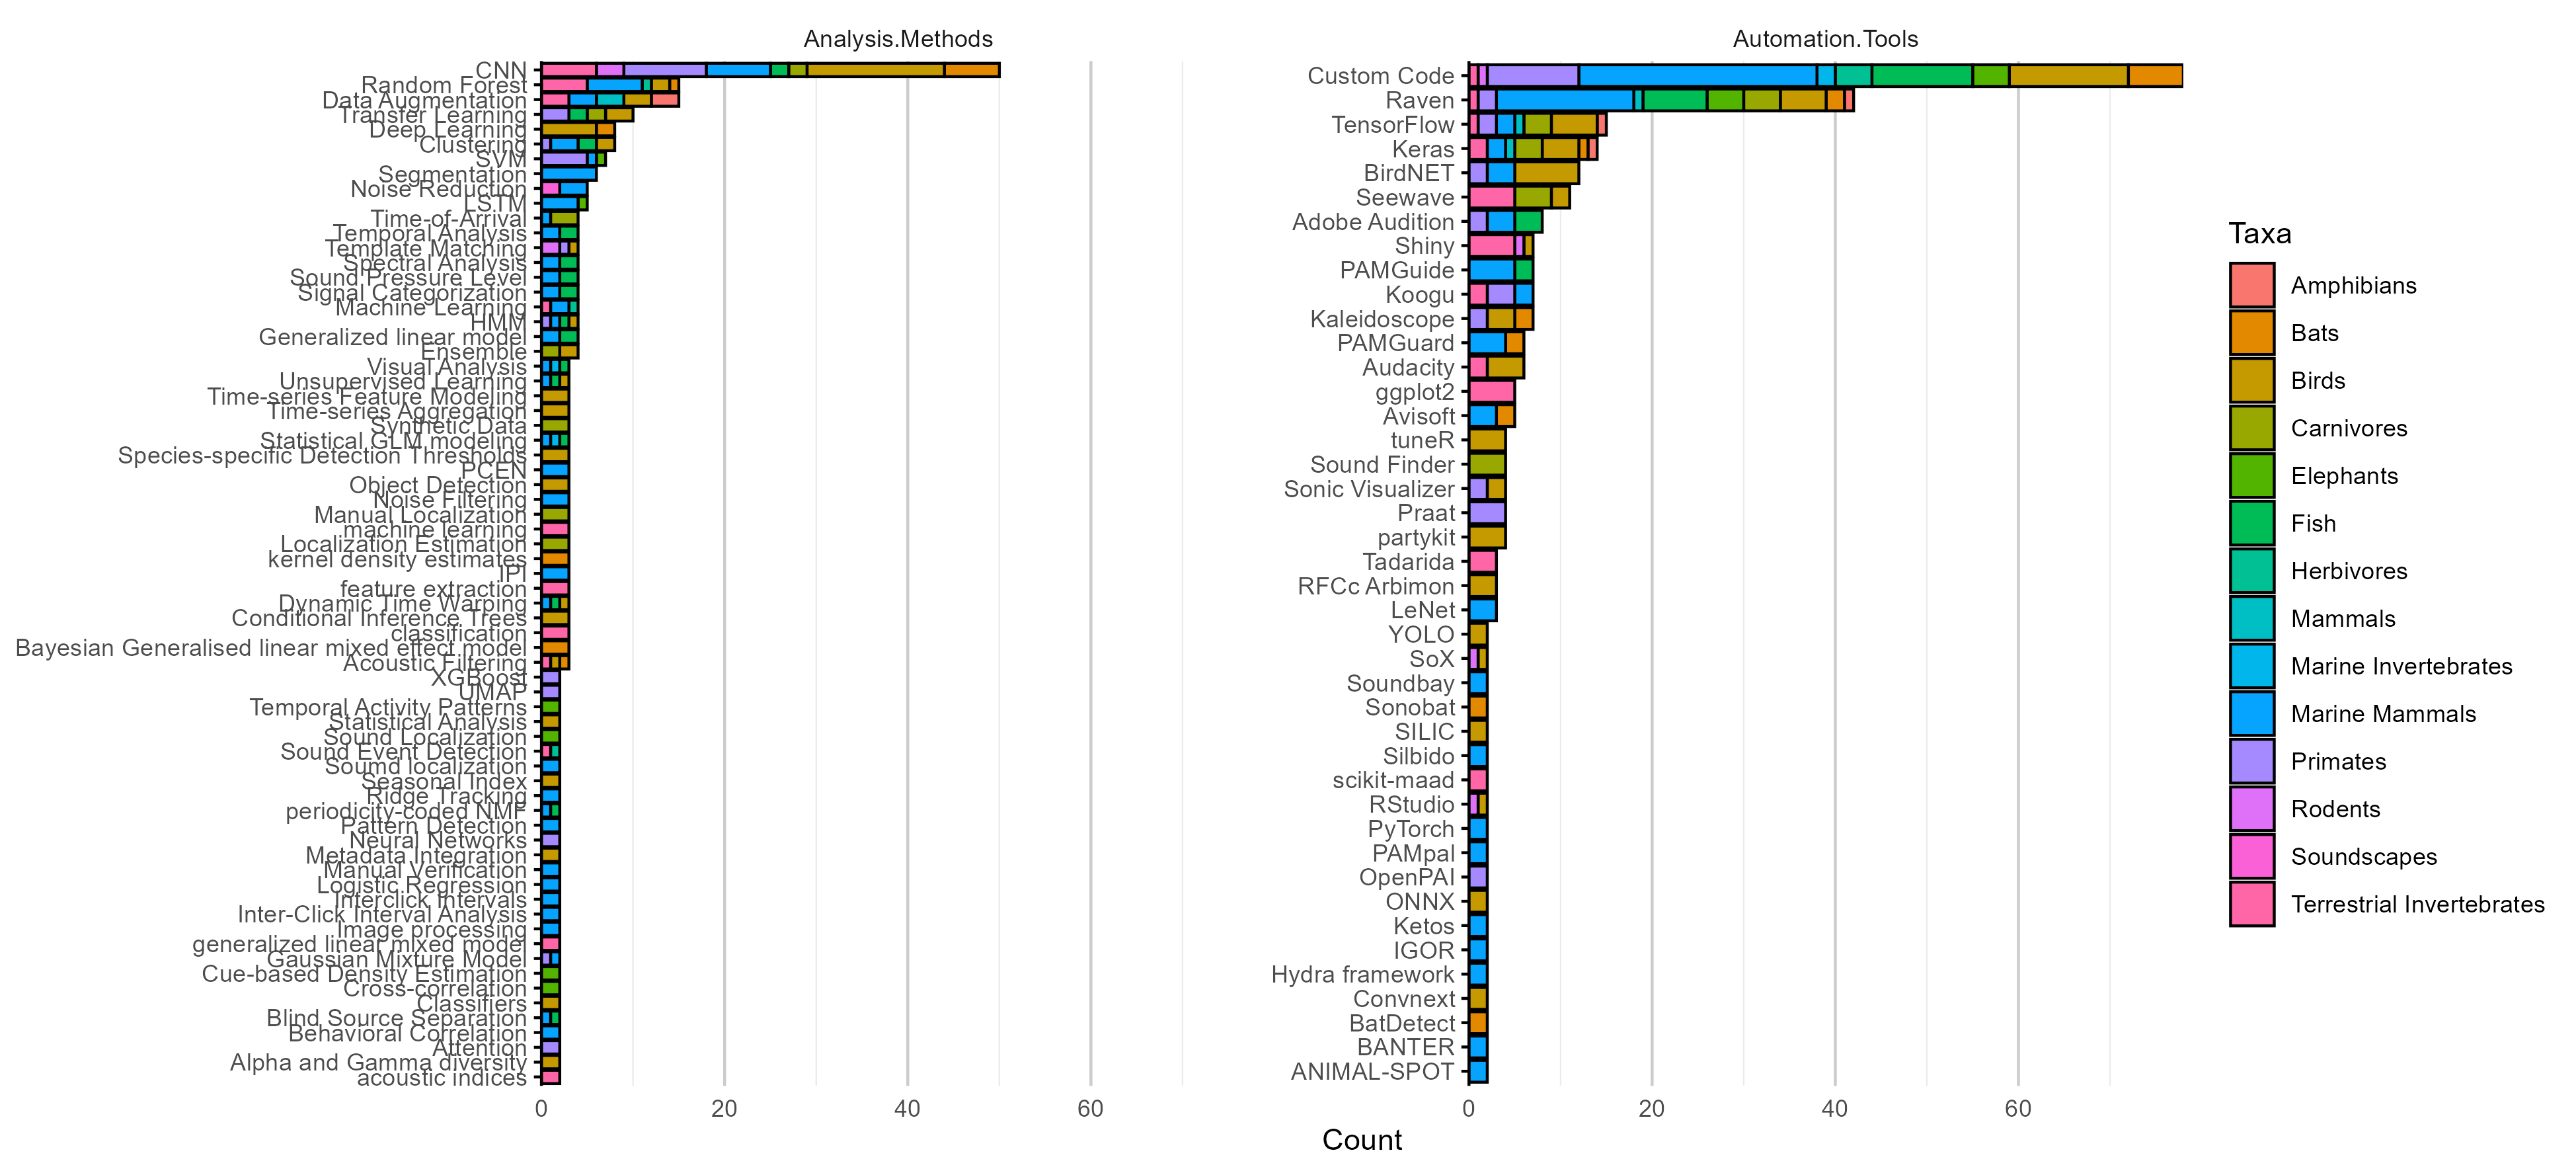 Analysis.Methods
CNN
Random Forest
Data Augmentation
Transfer Learning
Deep Learning
Clustering
SVM
Segmentation
Noise Reduction
LSTM
Time-of-Arrival
Temporal Analysis
Template Matching
Spectral Analysis
Sound Pressure Level
Signal Categorization
Machine Learning
HMM
Generalized linear model
Ensemble
Visual Analysis
Unsupervised Learning
Time-series Feature Modeling
Time-series Aggregation
Synthetic Data
Statistical GLM modeling
Species-specific Detection Thresholds
PCEN
Object Detection
Noise Filtering
Manual Localization
machine learning
Localization Estimation
kernel density estimates
IPI
feature extraction
Dynamic Time Warping
Conditional Inference Trees
classification
Bayesian Generalised linear mixed effect model
Acoustic Filtering
XGBoost
UMAP
Temporal Activity Patterns
Statistical Analysis
Sound Localization
Sound Event Detection
Soumd localization
Seasonal Index
Ridge Tracking
periodicity-coded NMF
Pattern Detection
Neural Networks
Metadata Integration
Manual Verification
Logistic Regression
Interclick Intervals
Inter-Click Interval Analysis
Image processing
generalized linear mixed model
Gaussian Mixture Model
Cue-based Density Estimation
Cross-correlation
Classifiers
Blind Source Separation
Behavioral Correlation
Attention
Alpha and Gamma diversity
acoustic indices
0 20 40 60
Automation.Tools
Custom Code
Raven
TensorFlow
Keras
BirdNET
Seewave
Adobe Audition
Shiny
PAMGuide
Koogu
Kaleidoscope
PAMGuard
Audacity
ggplot2
Avisoft
tuneR
Sound Finder
Sonic Visualizer
Praat
partykit
Tadarida
RFCc Arbimon
LeNet
YOLO
SoX
Soundbay
Sonobat
SILIC
Silbido
scikit-maad
RStudio
PyTorch
PAMpal
OpenPAI
ONNX
Ketos
IGOR
Hydra framework
Convnext
BatDetect
BANTER
ANIMAL-SPOT
0 20 40 60
Count
Taxa
Amphibians
Bats
Birds
Carnivores
Elephants
Fish
Herbivores
Mammals
Marine Invertebrates
Marine Mammals
Primates
Rodents
Soundscapes
Terrestrial Invertebrates